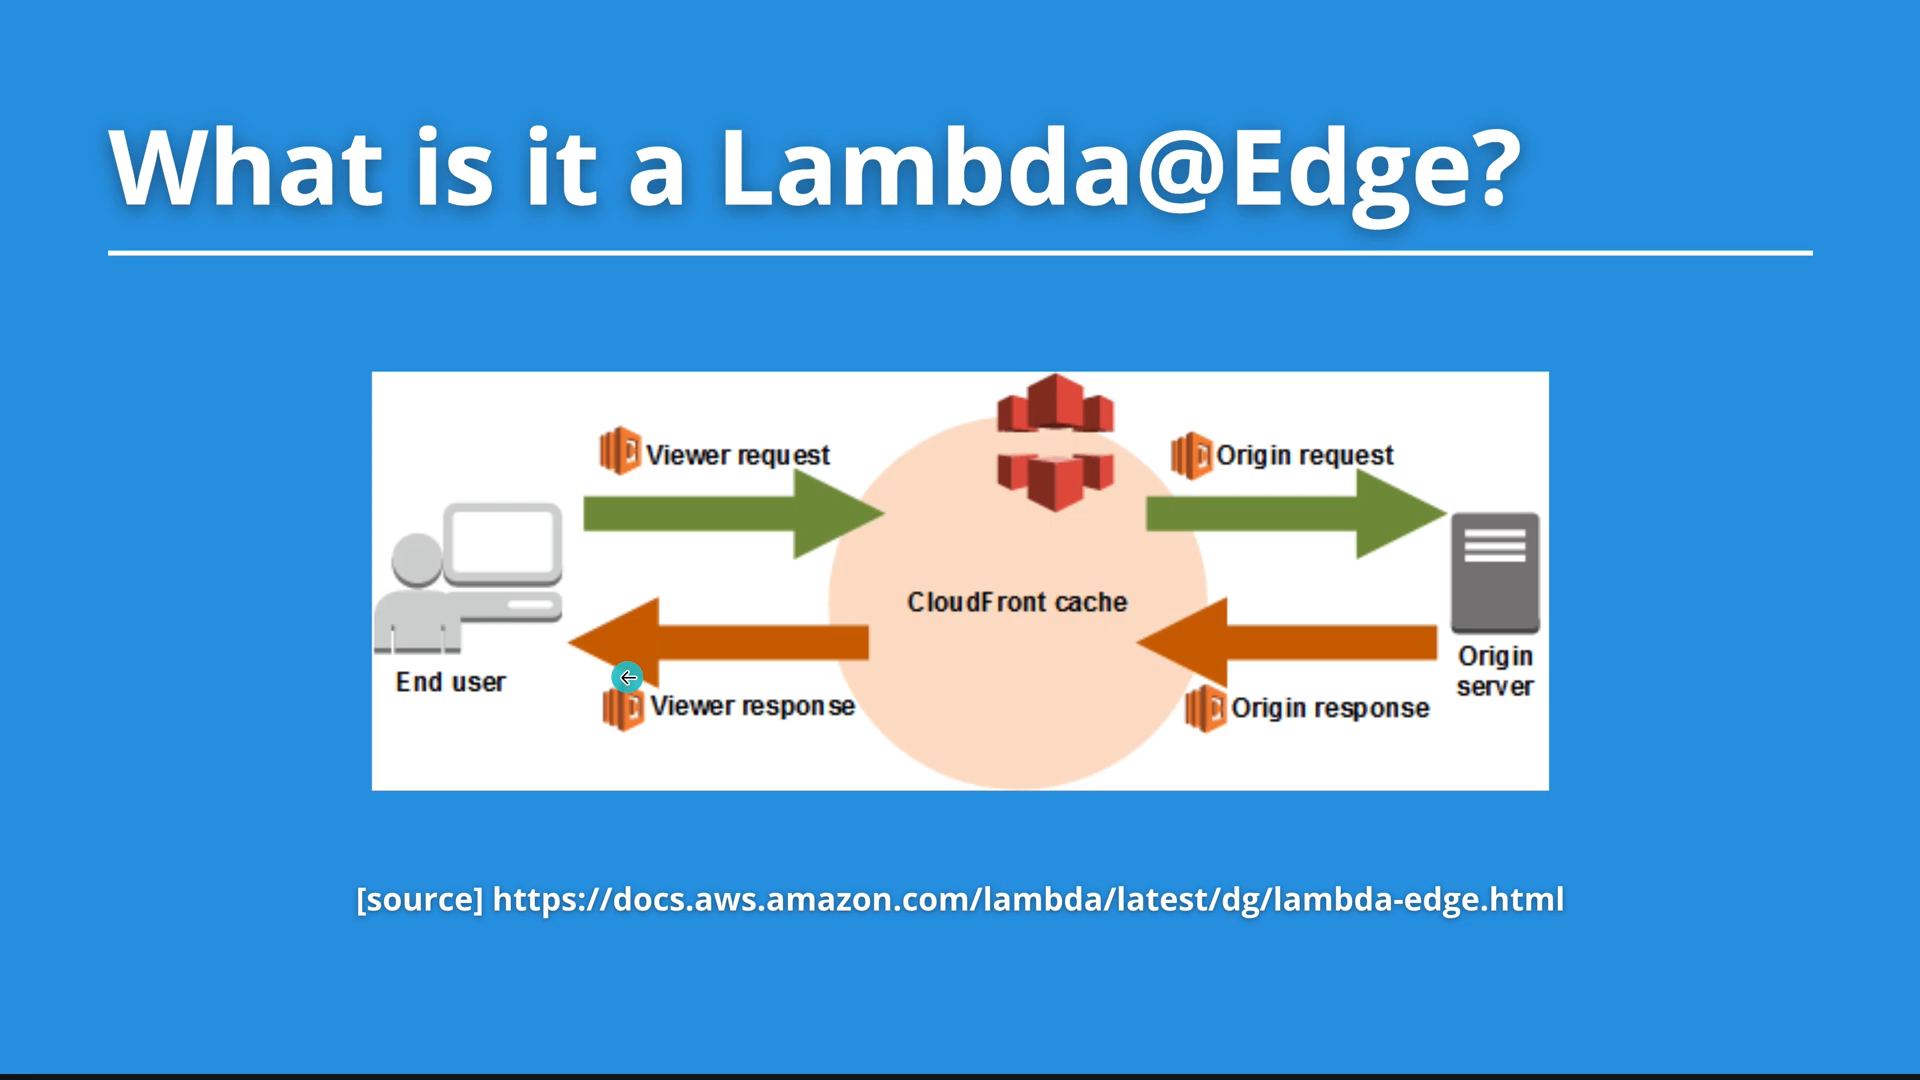 What is it a Lambda@Edge?
Viewer request
Origin request
CloudFront cache
End user
Origin
server
Viewer response
Origin response
[source] https://docs.aws.amazon.com/lambda/latest/dg/lambda-edge.html